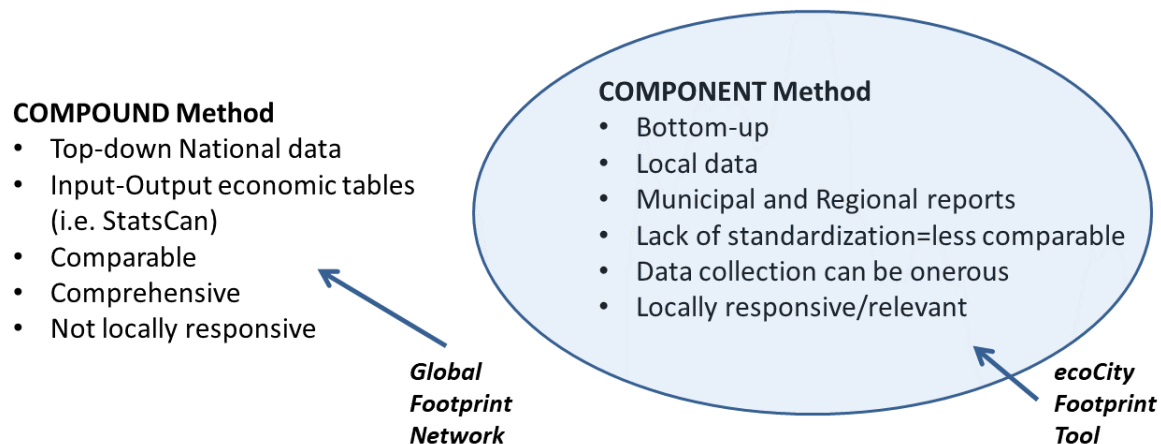 COMPOUND Method
• Top-down National data
• Input-Output economic tables
(i.e. StatsCan)
• Comparable
• Comprehensive
• Not locally responsive
Global
Footprint
Network
COMPONENT Method
• Bottom-up
• Local data
• Municipal and Regional reports
• Lack of standardization=less comparable
• Data collection can be onerous
• Locally responsive/relevant
ecoCity
Footprint
Tool